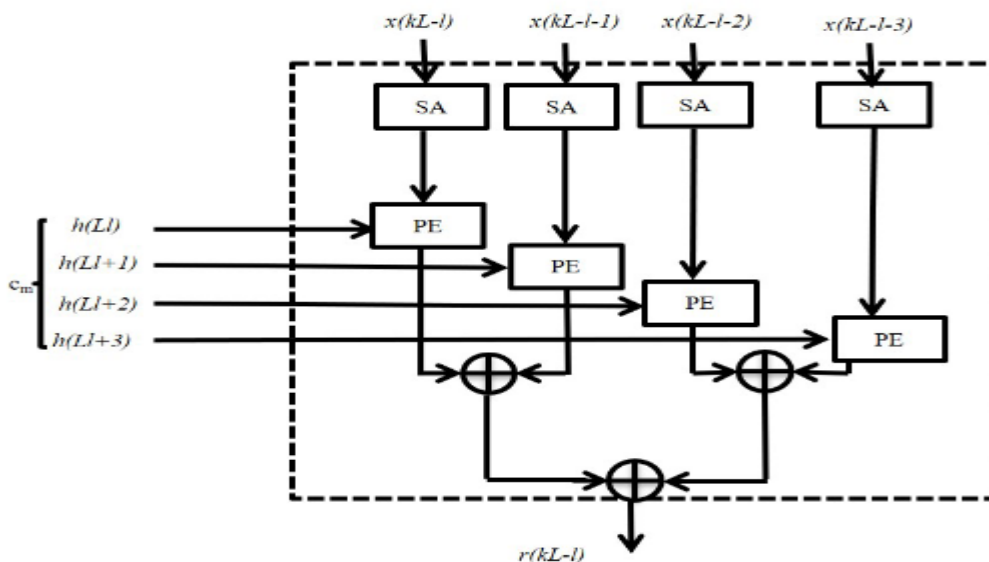 x(kL-l) x(kL-l-1) x(kL-l-2) x(kL-l-3)
SA SA SA SA
h(Ll) PE
h(Ll+1) PE
c_m
h(Ll+2) PE
h(Ll+3) PE
r(kL-l)